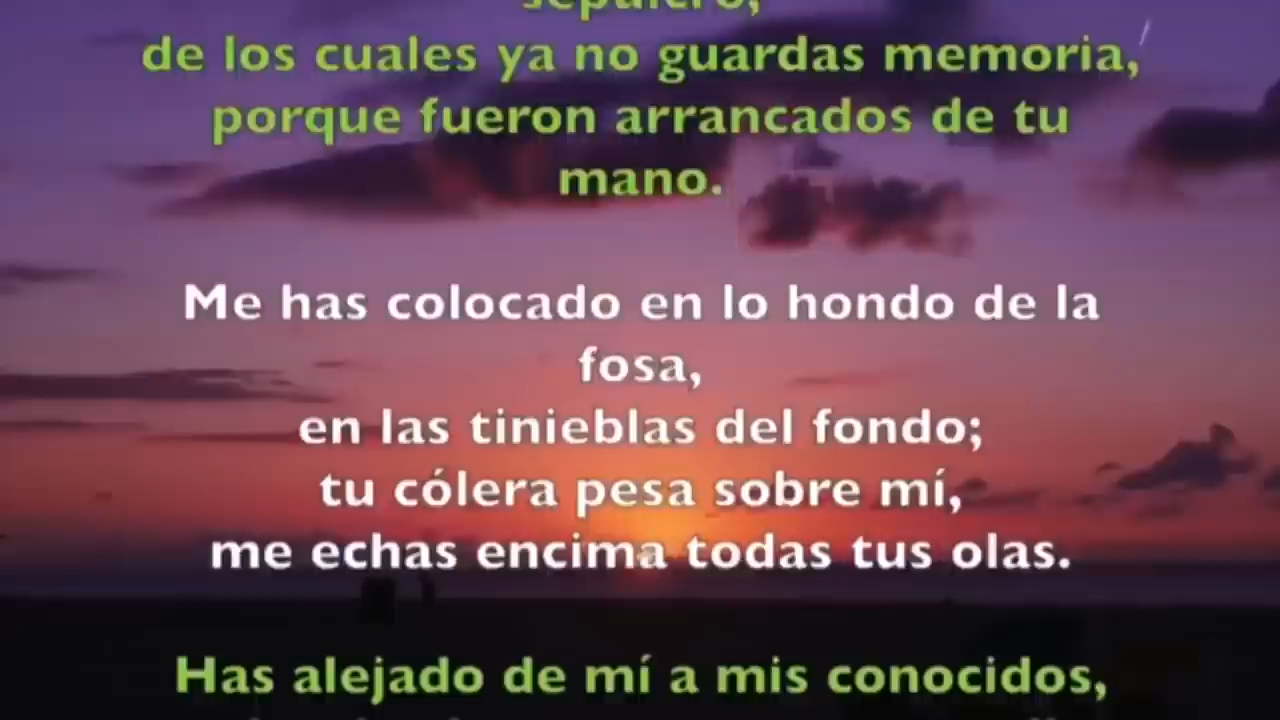 sepulcro,
de los cuales ya no guardas memoria,
porque fueron arrancados de tu
mano.
Me has colocado en lo hondo de la
fosa,
en las tinieblas del fondo;
tu cólera pesa sobre mí,
me echas encima todas tus olas.
Has alejado de mí a mis conocidos,